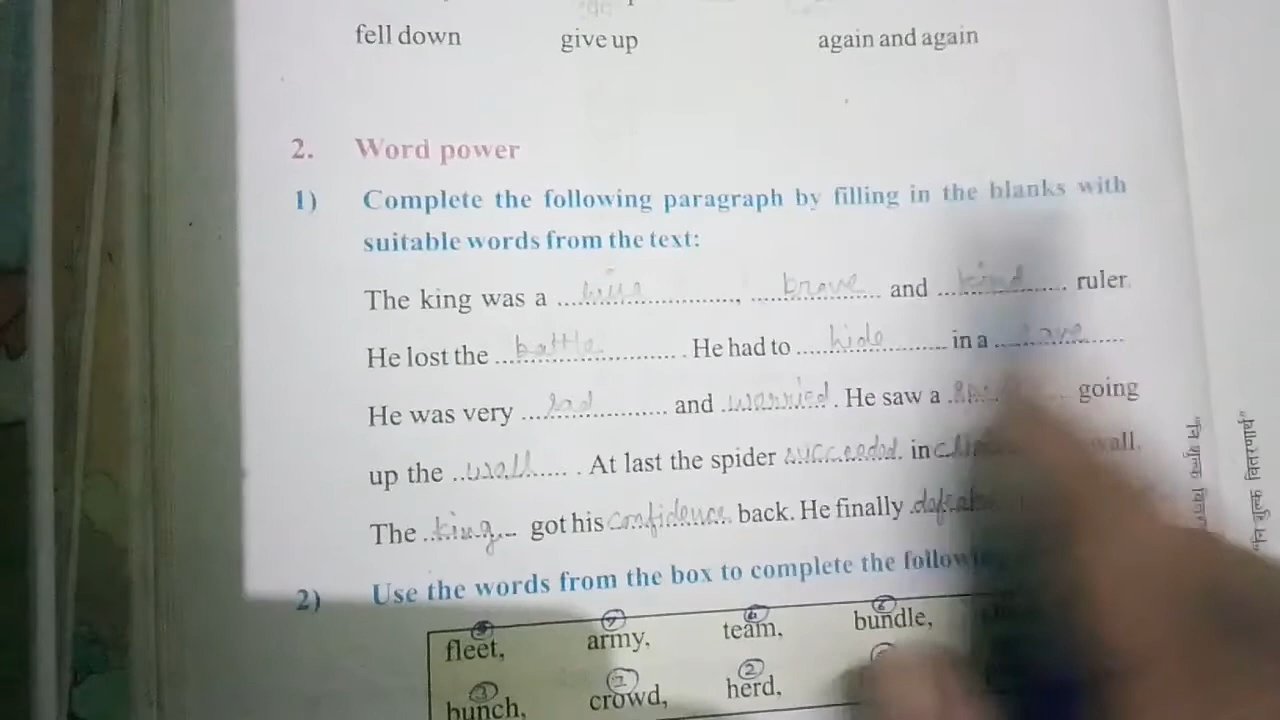 fell down give up again and again
2. Word power
1) Complete the following paragraph by filling in the blanks with
suitable words from the text:
The king was a ..................., brave and kind ruler.
He lost the battle. He had to hide in a cave
He was very sad and worried. He saw a going
up the wall. At last the spider succeeded in wall.
The king got his confidence back. He finally
2) Use the words from the box to complete the
fleet, army, team, bundle,
bunch, crowd, herd,